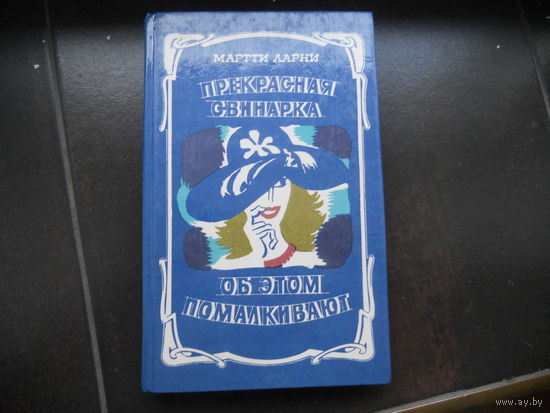 МАРТТИ ЛАРНИ
ПРЕКРАСНАЯ
СВИНАРКА
ОБ ЭТОМ
ПОМАЛКИВАЮТ
www.ay.by